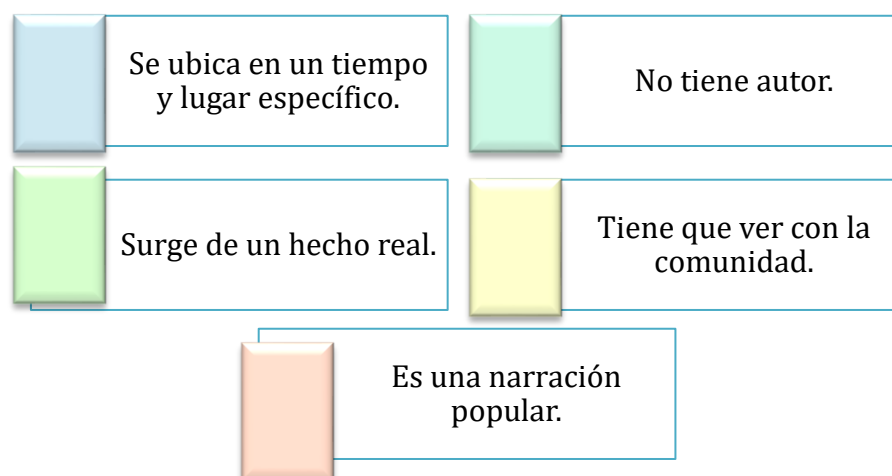 Se ubica en un tiempo
y lugar específico.
No tiene autor.
Surge de un hecho real.
Tiene que ver con la
comunidad.
Es una narración
popular.